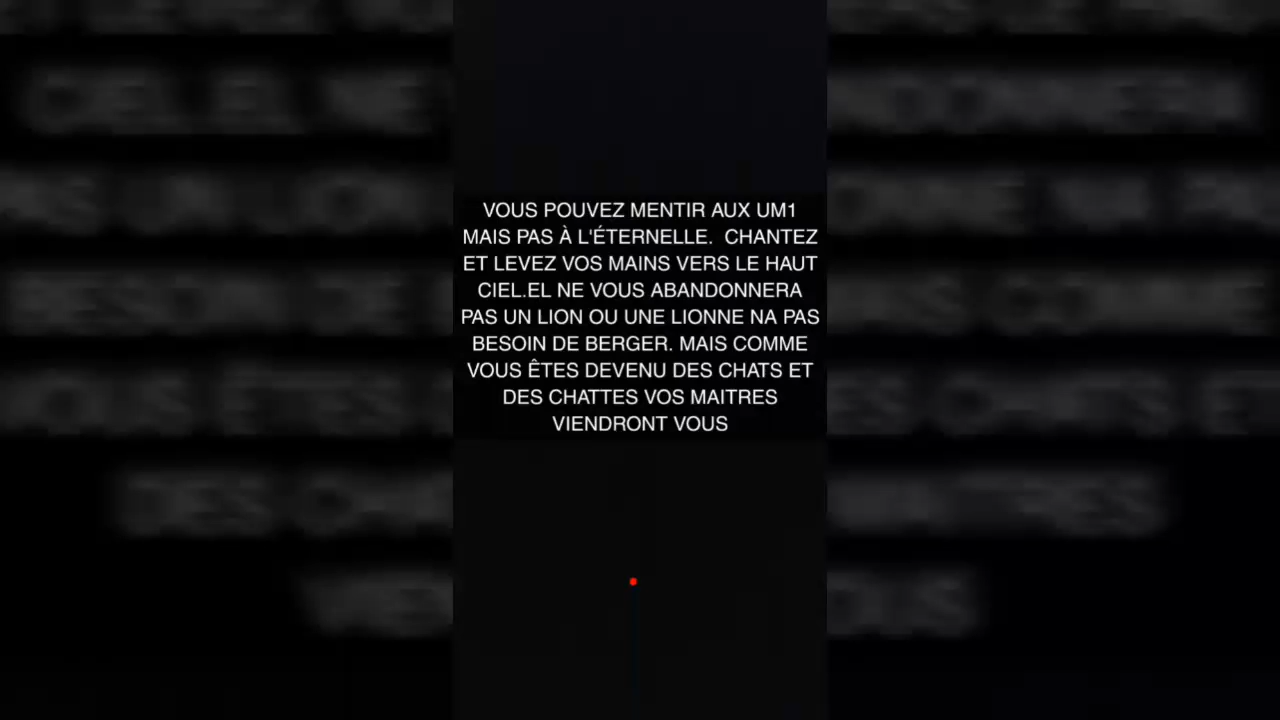 VOUS POUVEZ MENTIR AUX UM1
MAIS PAS À L'ÉTERNELLE.  CHANTEZ
ET LEVEZ VOS MAINS VERS LE HAUT
CIEL.EL NE VOUS ABANDONNERA
PAS UN LION OU UNE LIONNE NA PAS
BESOIN DE BERGER. MAIS COMME
VOUS ÊTES DEVENU DES CHATS ET
DES CHATTES VOS MAITRES
VIENDRONT VOUS